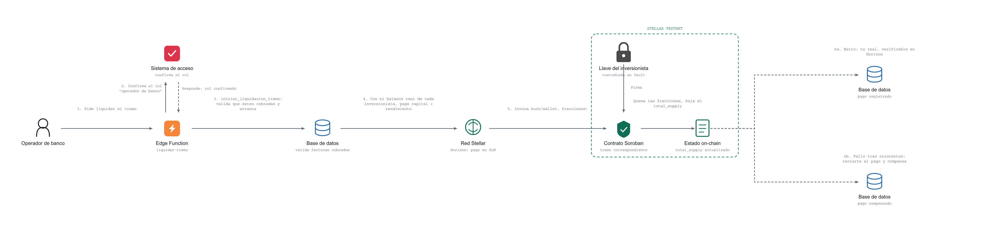 STELLAR TESTNET
Sistema de acceso
confirma el rol
2. Confirma el rol
"operador de banco"
Responde: rol confirmado
1. Pide liquidar el tramo
3. iniciar_liquidacion_tramo:
valida que esten cobradas y
arranca
4. Con el balance real de cada
inversionista, paga capital +
rendimiento
5. Invoca burn(wallet, fracciones)
Llave del inversionista
custodiada en Vault
Firma
Quema las fracciones, baja el
total_supply
Operador de banco
Edge Function
liquidar-tramo
Base de datos
valida facturas cobradas
Red Stellar
Horizon: pago en XLM
Contrato Soroban
tramo correspondiente
Estado on-chain
total_supply actualizado
6a. Exito: tx real, verificable en
Horizon
Base de datos
pago registrado
6b. Fallo tras reintentos:
revierte el pago y compensa
Base de datos
pago compensado